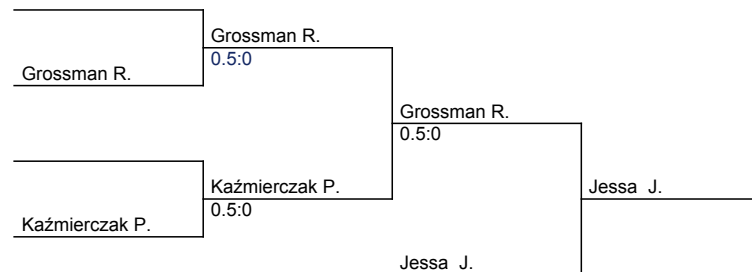 Grossman R.
0.5:0
Grossman R.
Grossman R.
0.5:0
Kaźmierczak P.
Jessa  J.
0.5:0
Kaźmierczak P.
Jessa  J.